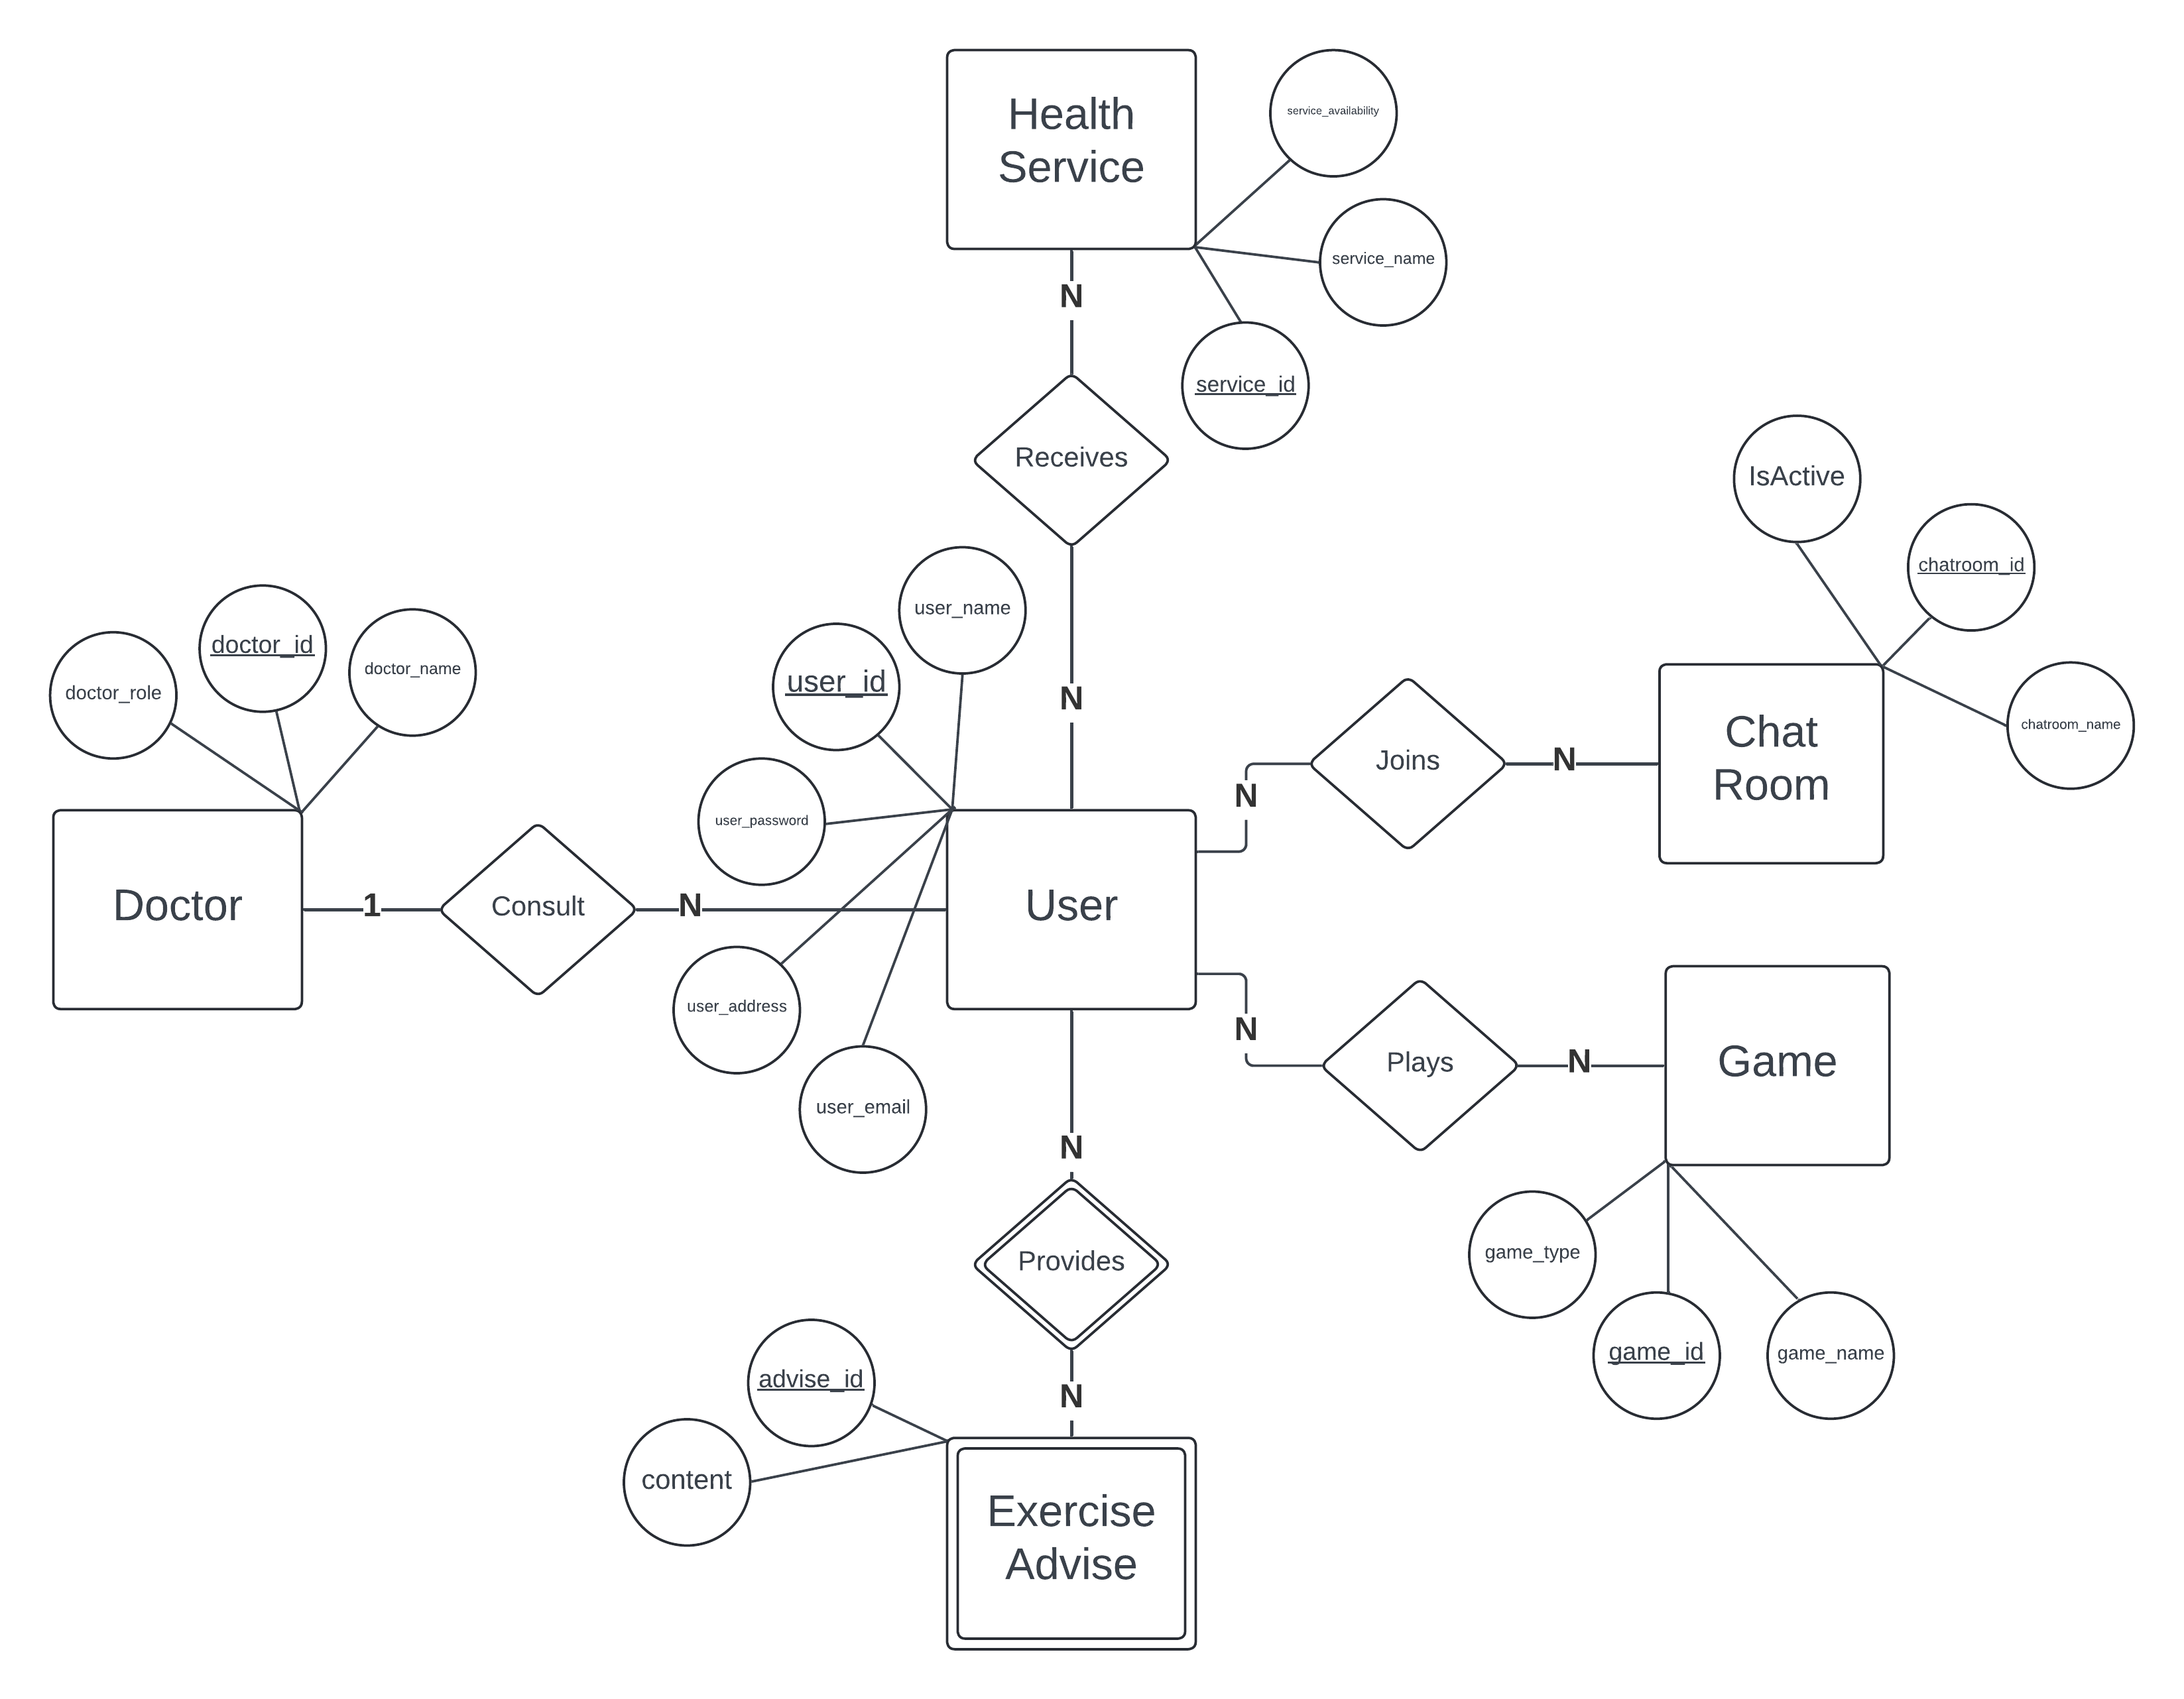 Health
Service
service_availability
service_name
N
service_id
Receives
IsActive
chatroom_id
user_name
doctor_id
doctor_name
doctor_role
user_id
N
chatroom_name
Chat
Room
Joins
N
N
user_password
Doctor
1
Consult
N
User
user_address
N
Plays
N
Game
user_email
N
Provides
game_type
game_id
game_name
advise_id
N
content
Exercise
Advise